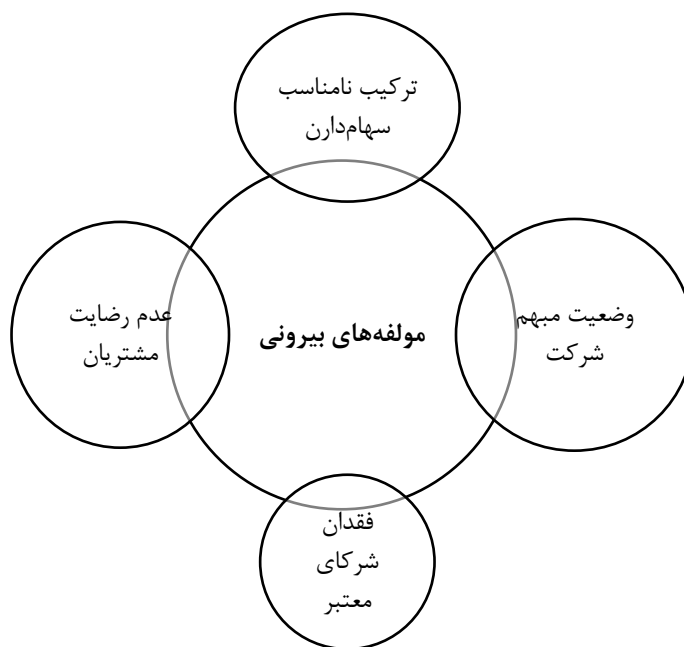 ترکیب نامناسب
سهام‌دارن
وضعیت مبهم
شرکت
مولفه‌های بیرونی
عدم رضایت
مشتریان
فقدان
شرکای
معتبر